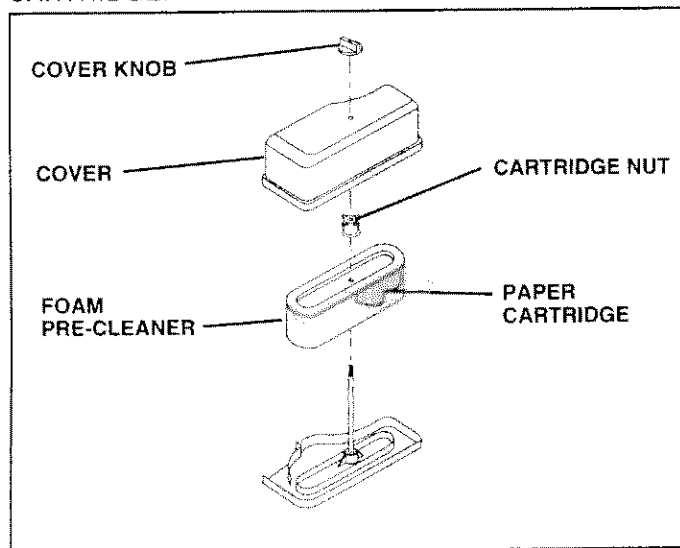 COVER KNOB
COVER
CARTRIDGE NUT
FOAM
PRE-CLEANER
PAPER
CARTRIDGE